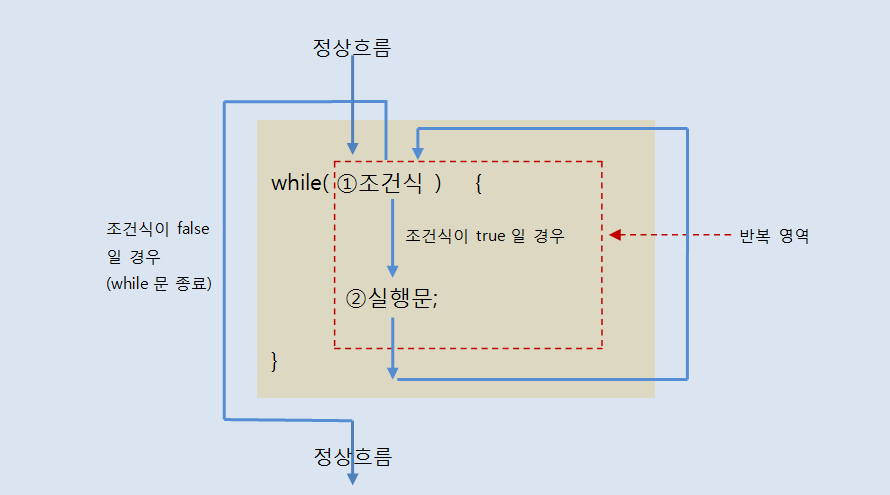 정상흐름
while( ①조건식 ) {
조건식이 false
일 경우
(while 문 종료)
조건식이 true 일 경우
반복 영역
②실행문;
}
정상흐름